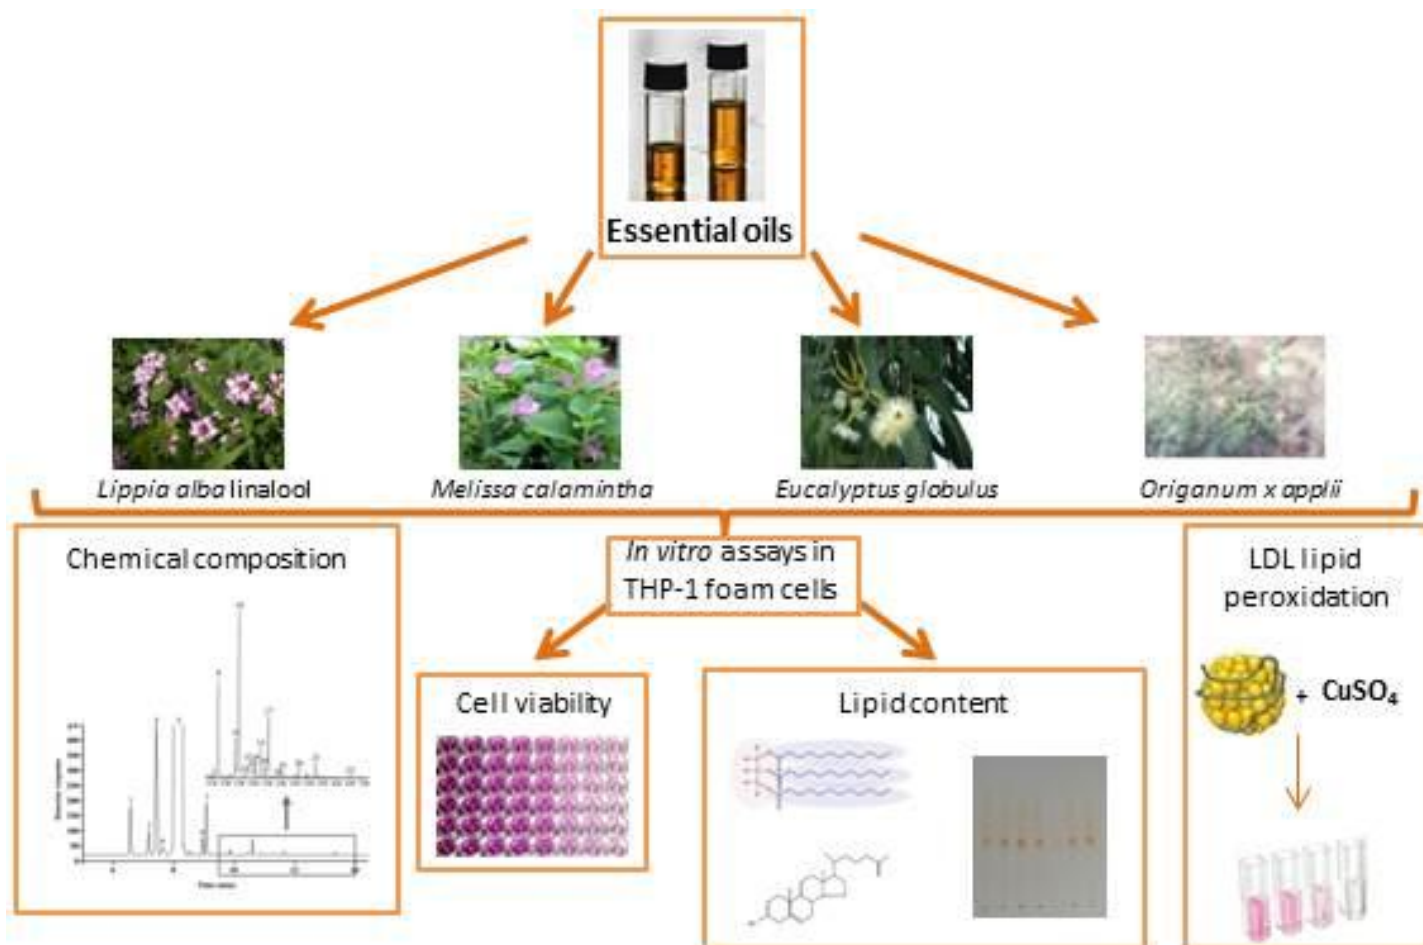 Essential oils
Lippia alba linalool
Melissa calamintha
Eucalyptus globulus
Origanum x applii
Chemical composition
In vitro assays in
THP-1 foam cells
LDL lipid
peroxidation
Cell viability
Lipid content
+ CuSO₄